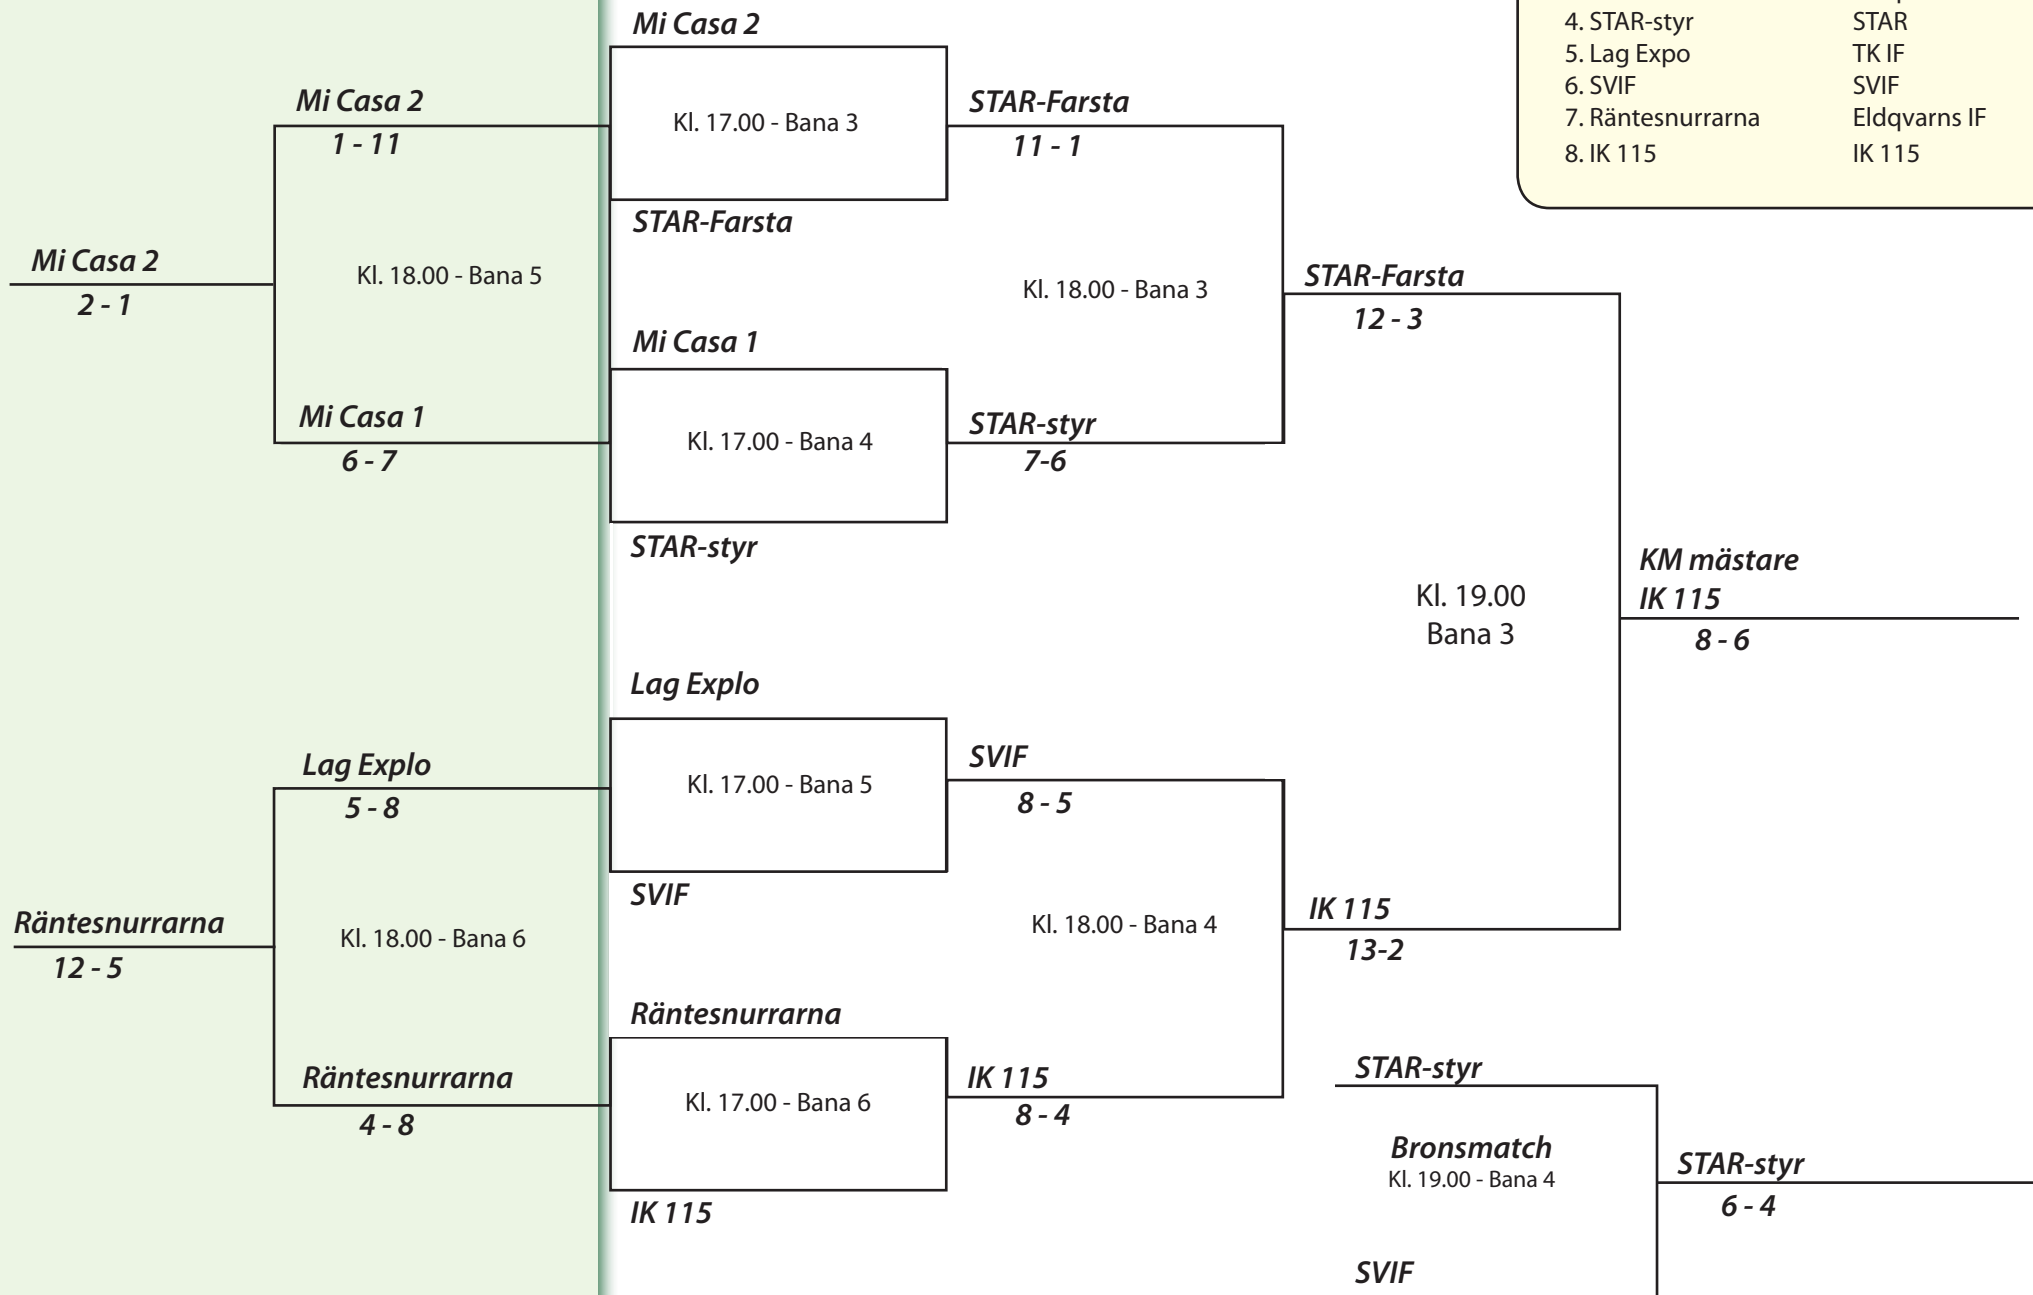 4. STAR-styr STAR
5. Lag Expo TK IF
6. SVIF SVIF
7. Räntesnurrarna Eldqvarns IF
8. IK 115 IK 115
Mi Casa 2
2 - 1
Mi Casa 2
1 - 11
Kl. 18.00 - Bana 5
Mi Casa 1
6 - 7
Räntesnurrarna
12 - 5
Lag Explo
5 - 8
Kl. 18.00 - Bana 6
Räntesnurrarna
4 - 8
Mi Casa 2
Kl. 17.00 - Bana 3
STAR-Farsta
Mi Casa 1
Kl. 17.00 - Bana 4
STAR-styr
Lag Explo
Kl. 17.00 - Bana 5
SVIF
Räntesnurrarna
Kl. 17.00 - Bana 6
IK 115
STAR-Farsta
11 - 1
Kl. 18.00 - Bana 3
STAR-styr
7-6
SVIF
8 - 5
Kl. 18.00 - Bana 4
IK 115
8 - 4
STAR-Farsta
12 - 3
Kl. 19.00
Bana 3
IK 115
13-2
KM mästare
IK 115
8 - 6
STAR-styr
Bronsmatch
Kl. 19.00 - Bana 4
SVIF
STAR-styr
6 - 4